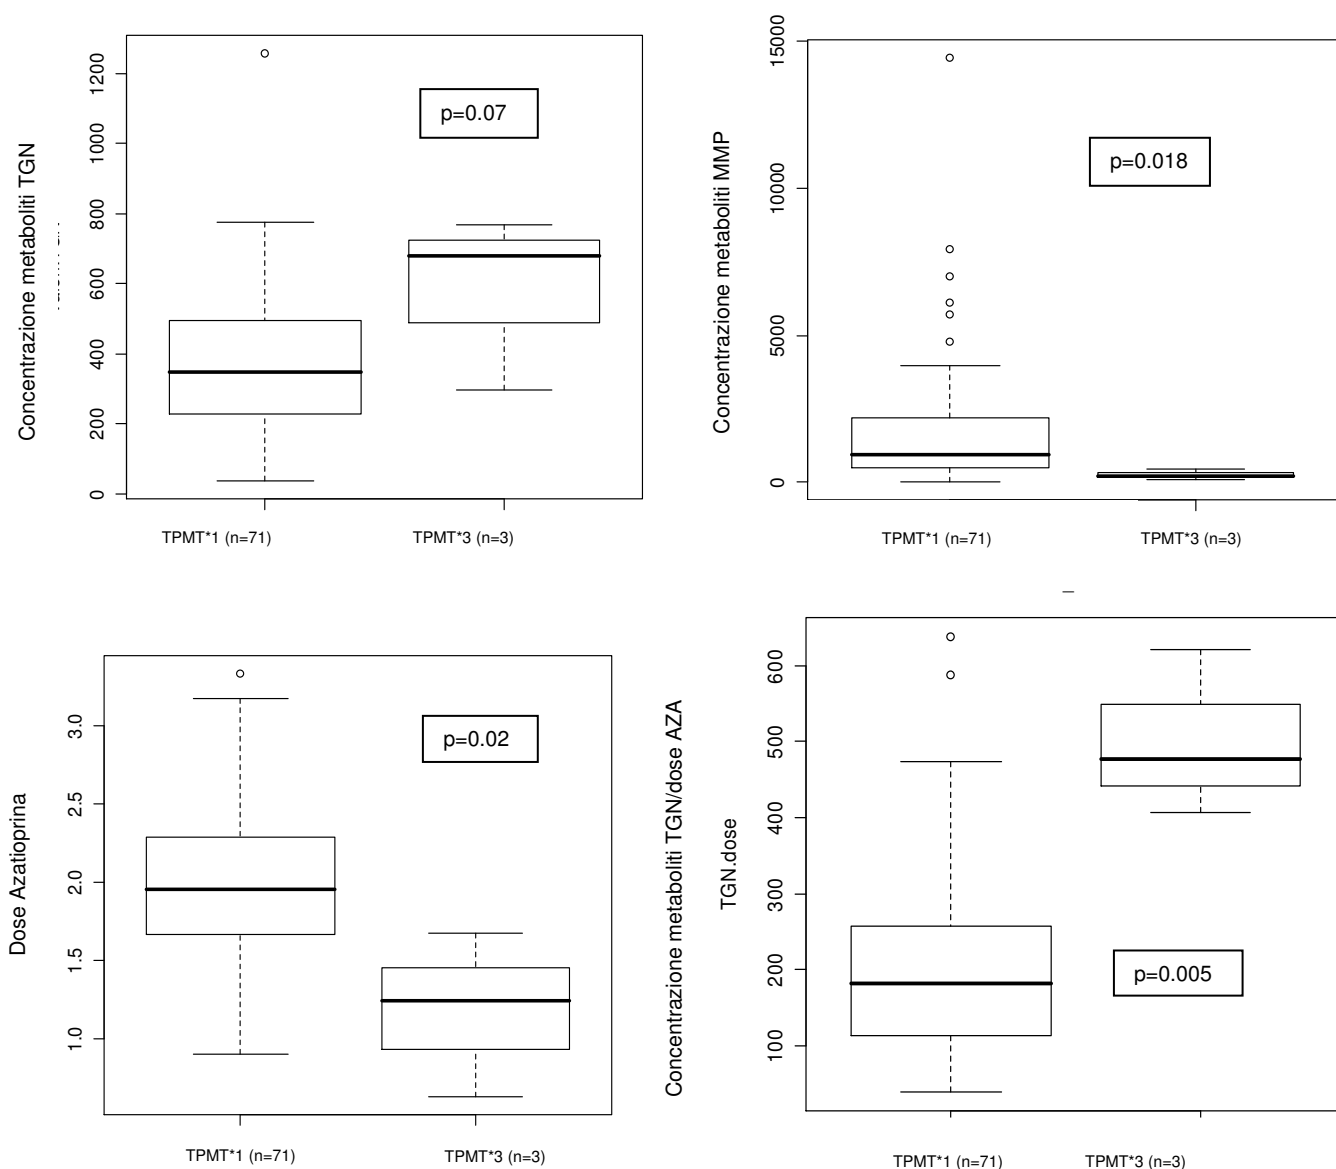 Concentrazione metaboliti TGN
1200
1000
800
600
400
200
0
p=0.07
TPMT*1 (n=71)
TPMT*3 (n=3)
Concentrazione metaboliti MMP
15000
10000
5000
0
p=0.018
TPMT*1 (n=71)
TPMT*3 (n=3)
Dose Azatioprina
3.0
2.5
2.0
1.5
1.0
p=0.02
TPMT*1 (n=71)
TPMT*3 (n=3)
Concentrazione metaboliti TGN/dose AZA
TGN.dose
600
500
400
300
200
100
p=0.005
TPMT*1 (n=71)
TPMT*3 (n=3)